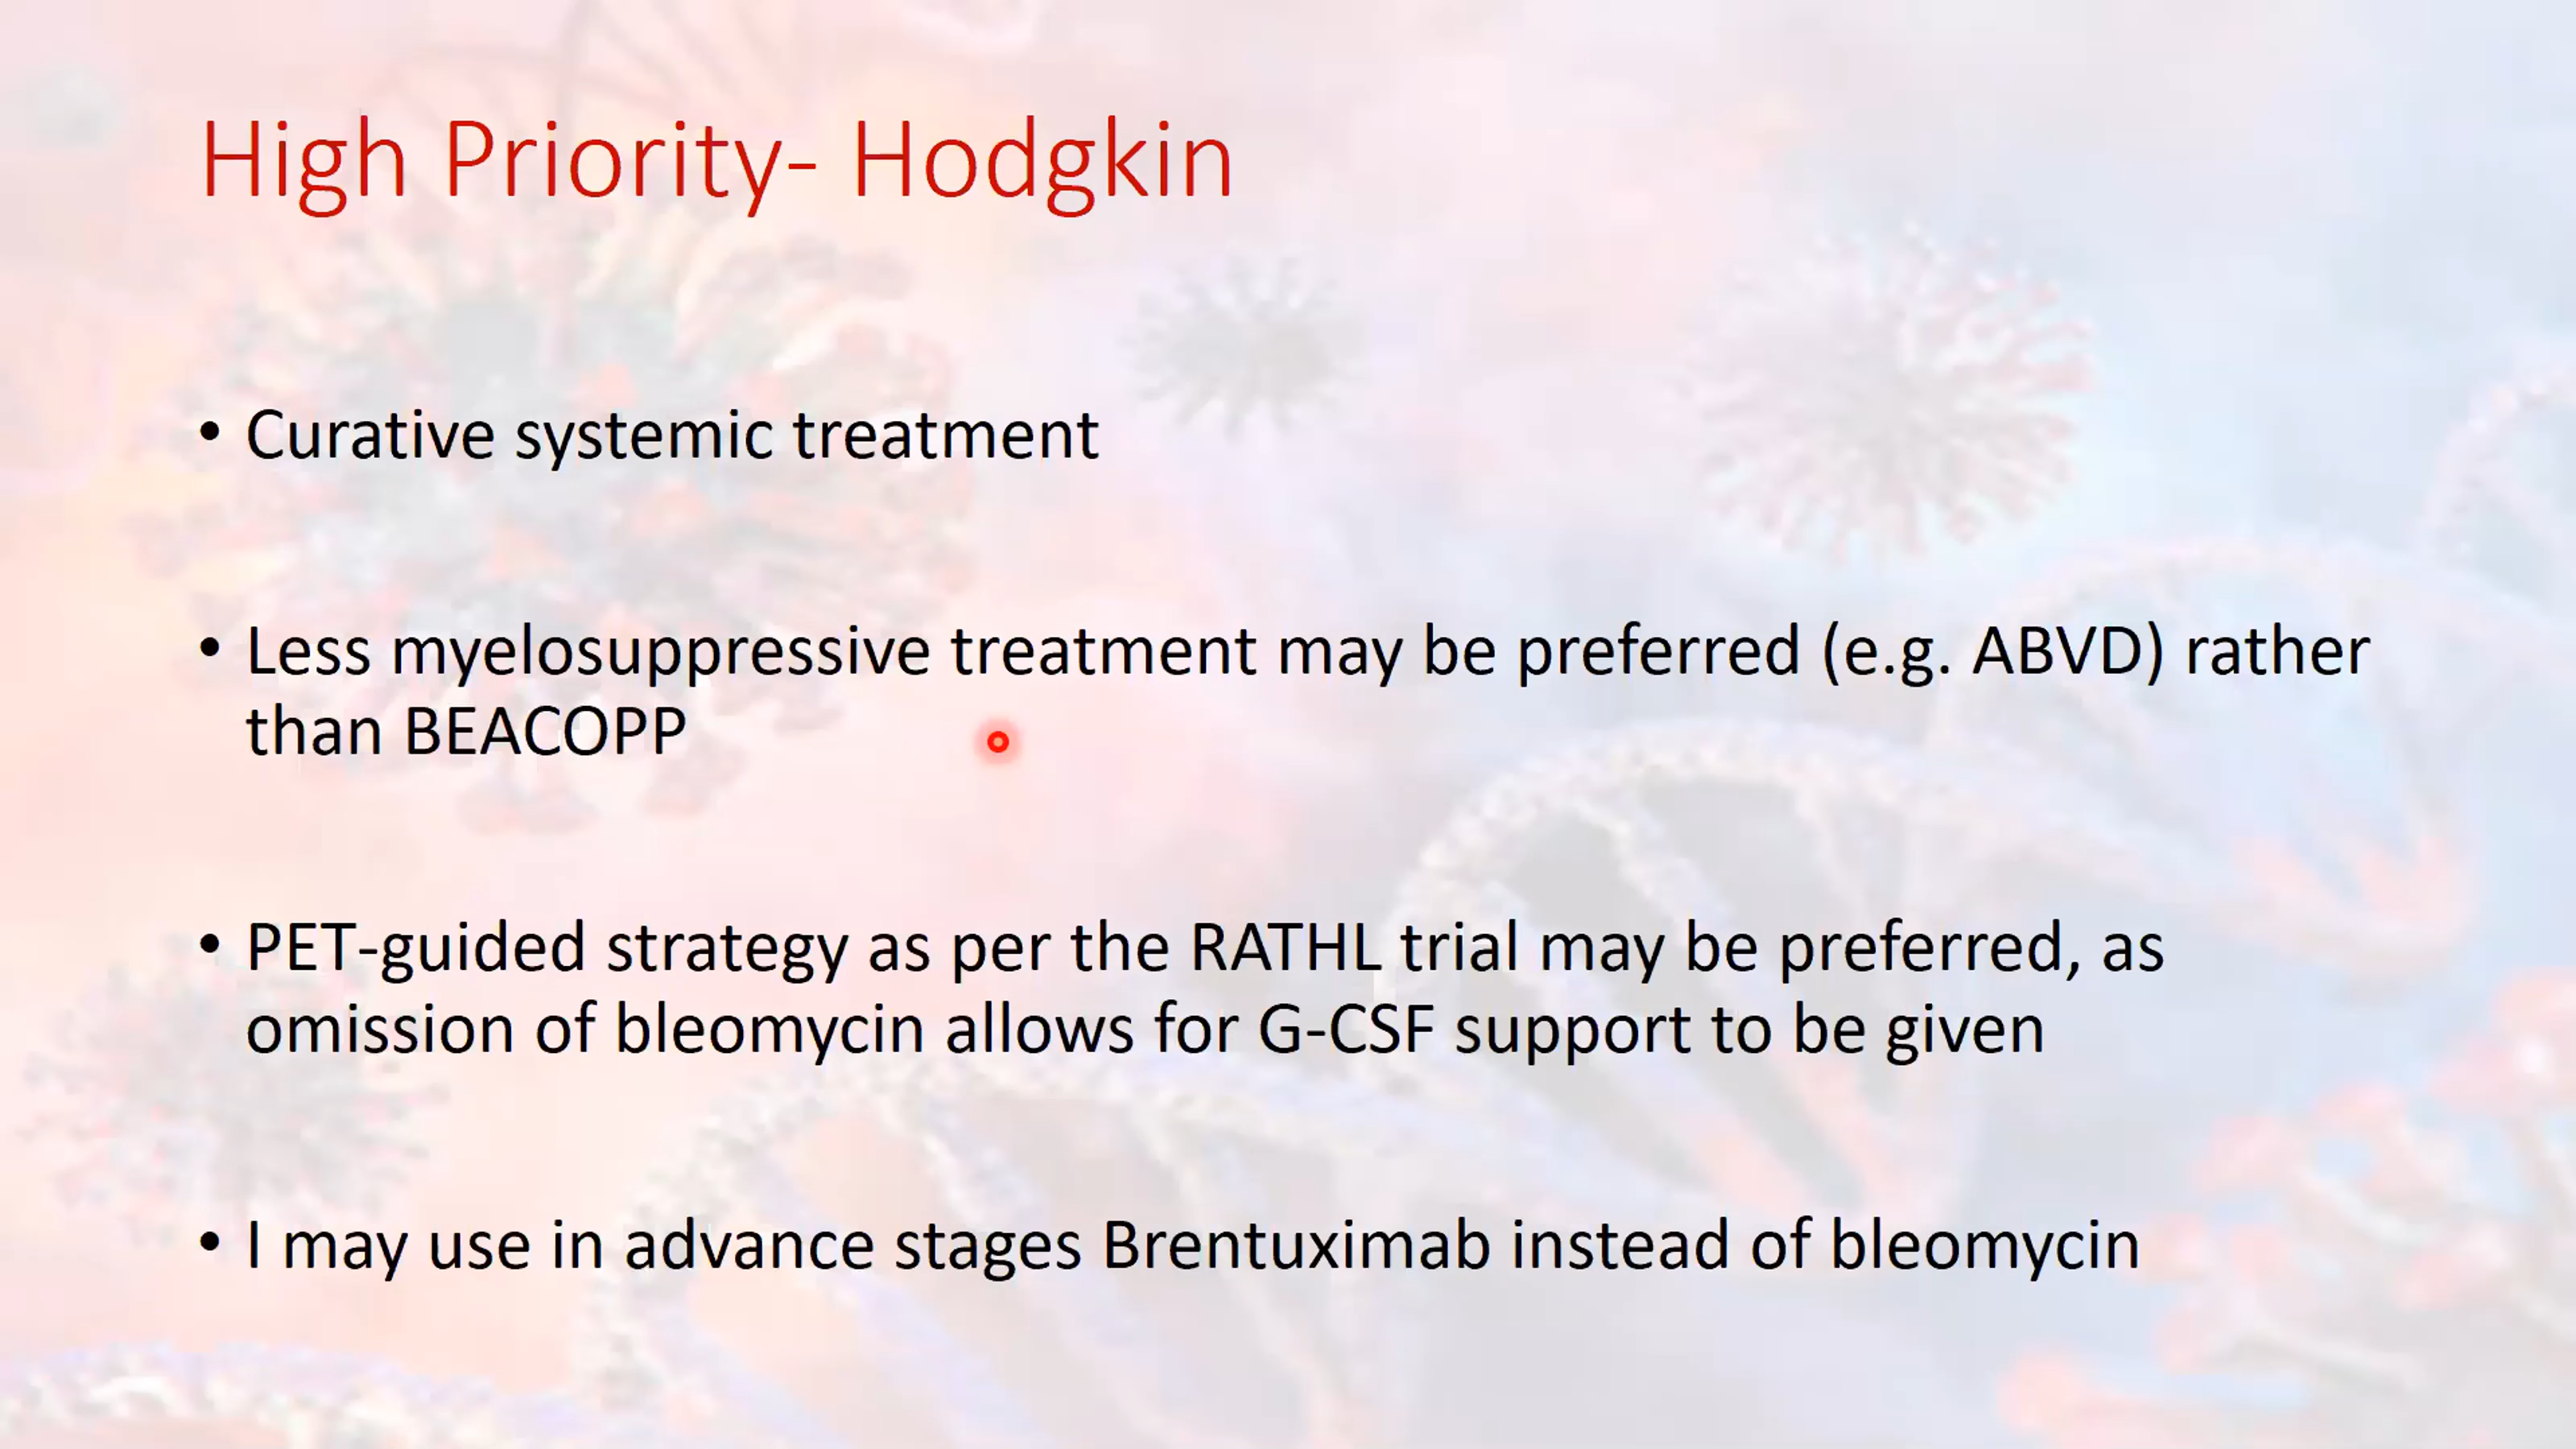 High Priority- Hodgkin
• Curative systemic treatment
• Less myelosuppressive treatment may be preferred (e.g. ABVD) rather
than BEACOPP
• PET-guided strategy as per the RATHL trial may be preferred, as
omission of bleomycin allows for G-CSF support to be given
• I may use in advance stages Brentuximab instead of bleomycin